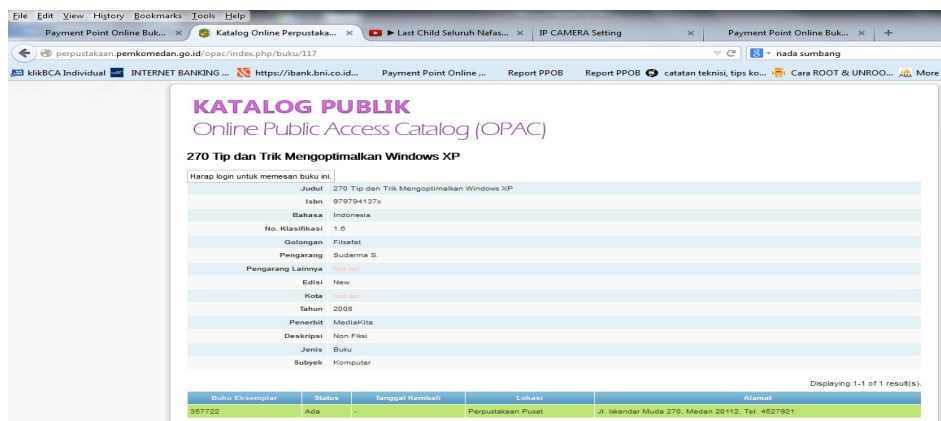 File Edit View History Bookmarks Tools Help
Payment Point Online Buk... × Katalog Online Perpustaka... × Last Child Seluruh Nafas... × IP CAMERA Setting × Payment Point Online Buk... × +
perpustakaan.pemkomedan.go.id/opac/index.php/buku/117 nada sumbang
klikBCA Individual INTERNET BANKING ... https://ibank.bni.co.id... Payment Point Online ... Report PPOB Report PPOB catatan teknisi, tips ko... Cara ROOT & UNROO... More
KATALOG PUBLIK
Online Public Access Catalog (OPAC)
270 Tip dan Trik Mengoptimalkan Windows XP
Harap login untuk memesan buku ini.
Judul 270 Tip dan Trik Mengoptimalkan Windows XP
Isbn 979794137x
Bahasa Indonesia
No. Klasifikasi 1.6
Golongan Filsafat
Pengarang Sudarma S.
Pengarang Lainnya Not set
Edisi New
Kota Not set
Tahun 2008
Penerbit MediaKita
Deskripsi Non Fiksi
Jenis Buku
Subyek Komputer
Displaying 1-1 of 1 result(s).
Buku Eksemplar Status Tanggal Kembali Lokasi Alamat
357722 Ada - Perpustakaan Pusat Jl. Iskandar Muda 270, Medan 20112, Tel. 4527921